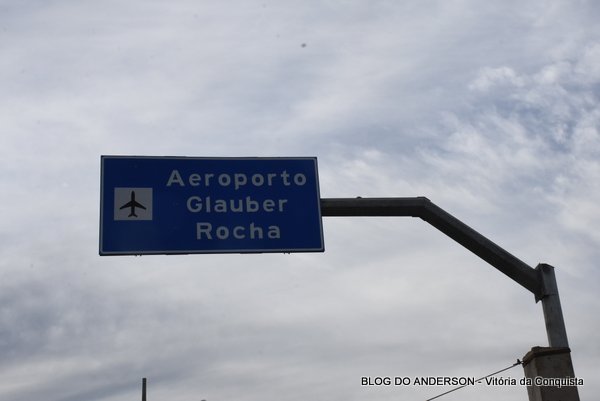 Aeroporto
Glauber
Rocha
BLOG DO ANDERSON - Vitória da Conquista